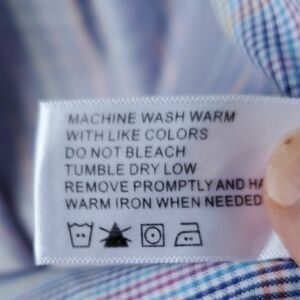 MACHINE WASH WARM
WITH LIKE COLORS
DO NOT BLEACH
TUMBLE DRY LOW
REMOVE PROMPTLY AND HA
WARM IRON WHEN NEEDED